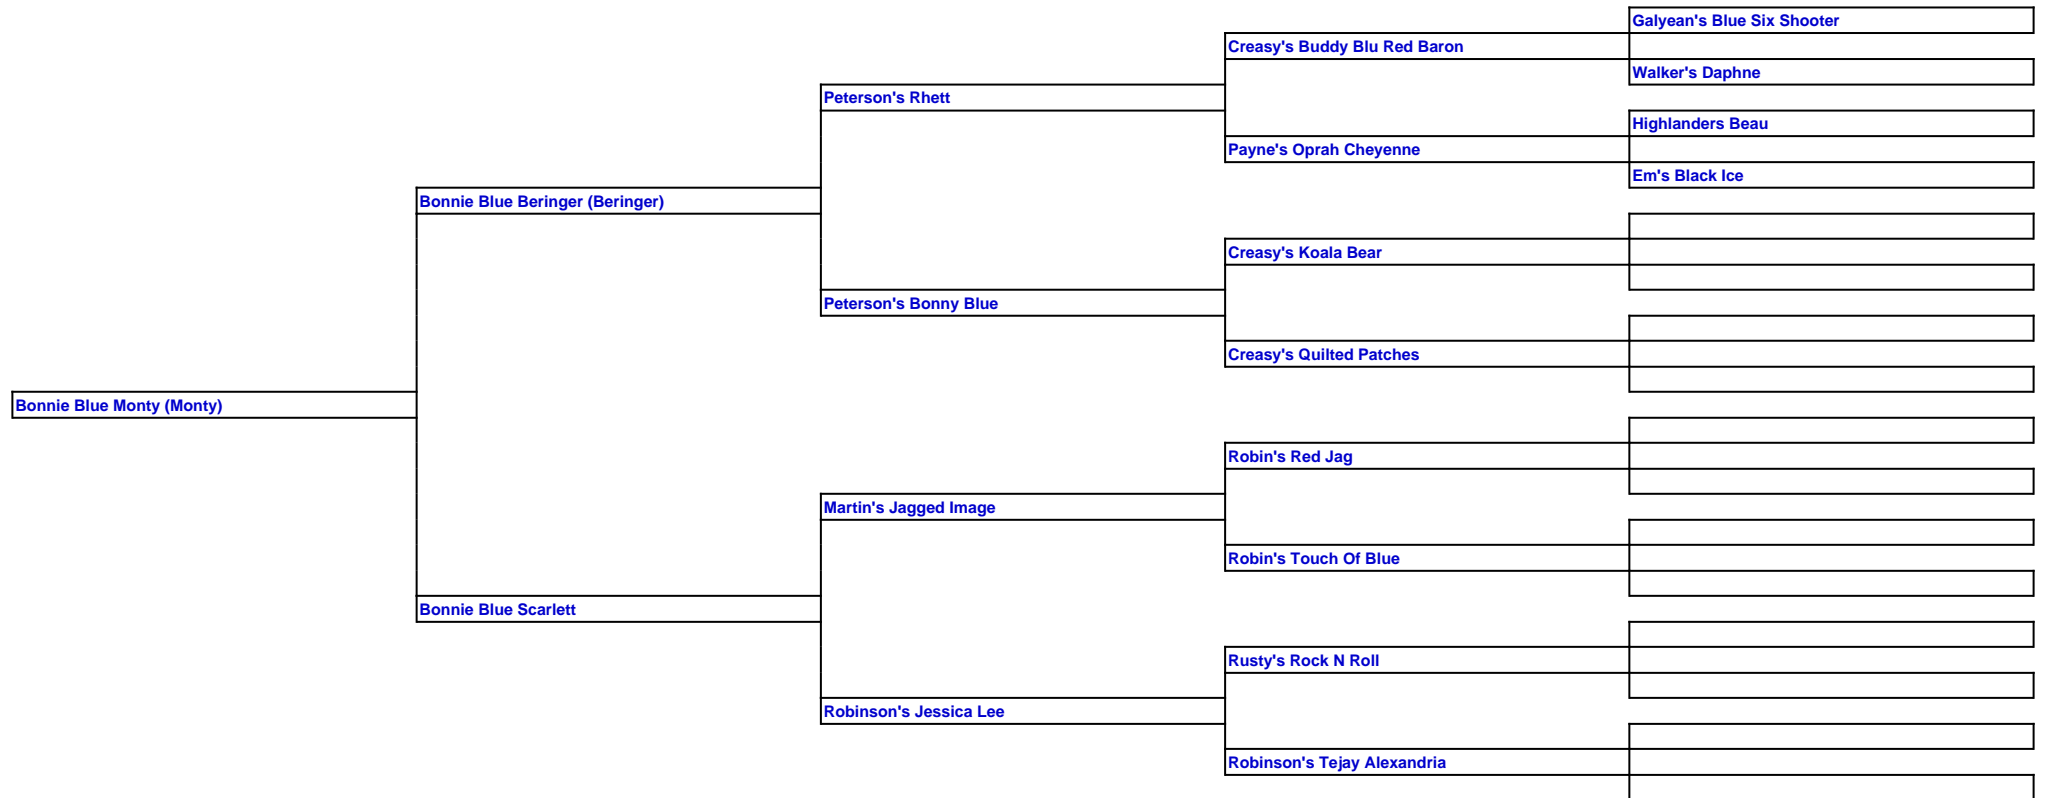 Galyean's Blue Six Shooter
Creasy's Buddy Blu Red Baron
Walker's Daphne
Peterson's Rhett
Highlanders Beau
Payne's Oprah Cheyenne
Em's Black Ice
Bonnie Blue Beringer (Beringer)
Creasy's Koala Bear
Peterson's Bonny Blue
Creasy's Quilted Patches
Bonnie Blue Monty (Monty)
Robin's Red Jag
Martin's Jagged Image
Robin's Touch Of Blue
Bonnie Blue Scarlett
Rusty's Rock N Roll
Robinson's Jessica Lee
Robinson's Tejay Alexandria